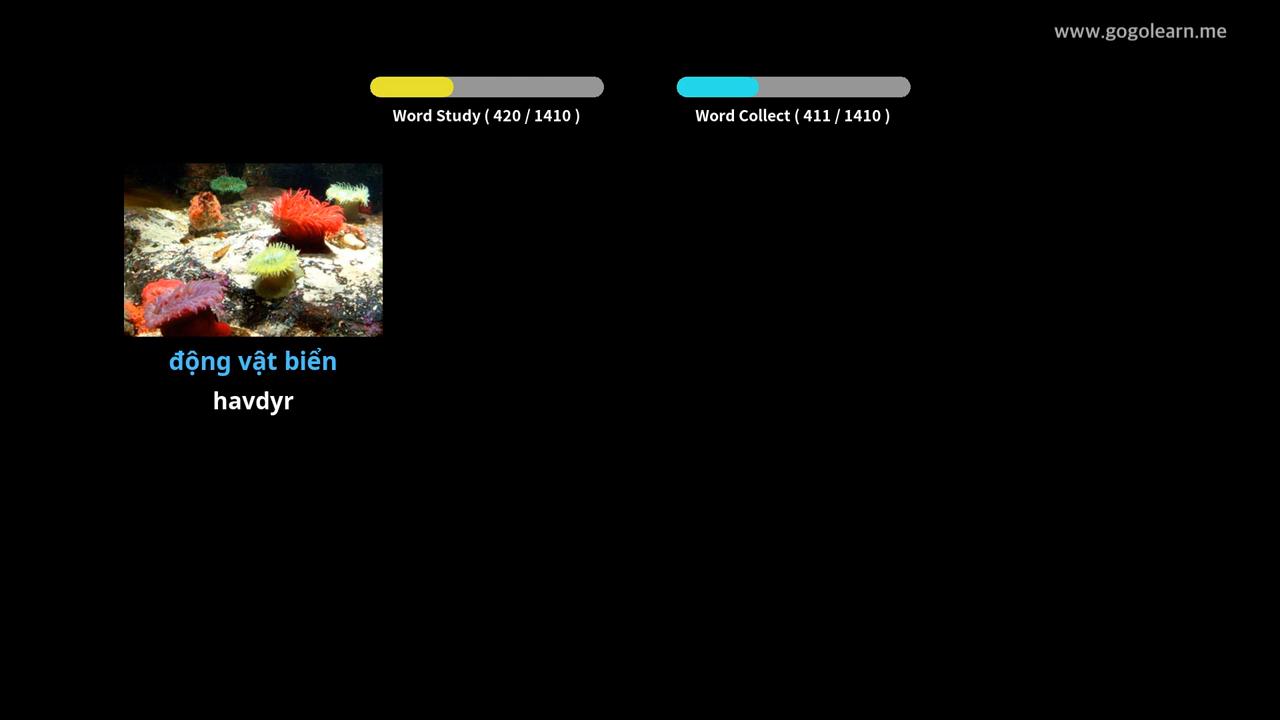 www.gogolearn.me
Word Study ( 420 / 1410 )
Word Collect ( 411 / 1410 )
động vật biển
havdyr